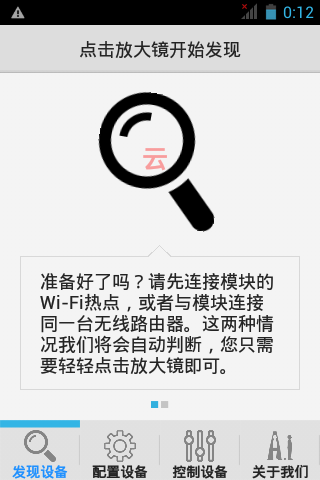 0:12
点击放大镜开始发现
云
准备好了吗？请先连接模块的
Wi-Fi热点，或者与模块连接
同一台无线路由器。这两种情
况我们将会自动判断，您只需
要轻轻点击放大镜即可。
发现设备 配置设备 控制设备 关于我们